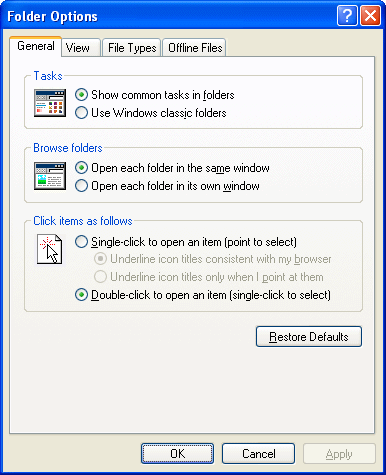 Folder Options
General View File Types Offline Files
Tasks
Show common tasks in folders
Use Windows classic folders
Browse folders
Open each folder in the same window
Open each folder in its own window
Click items as follows
Single-click to open an item (point to select)
Underline icon titles consistent with my browser
Underline icon titles only when I point at them
Double-click to open an item (single-click to select)
Restore Defaults
OK Cancel Apply